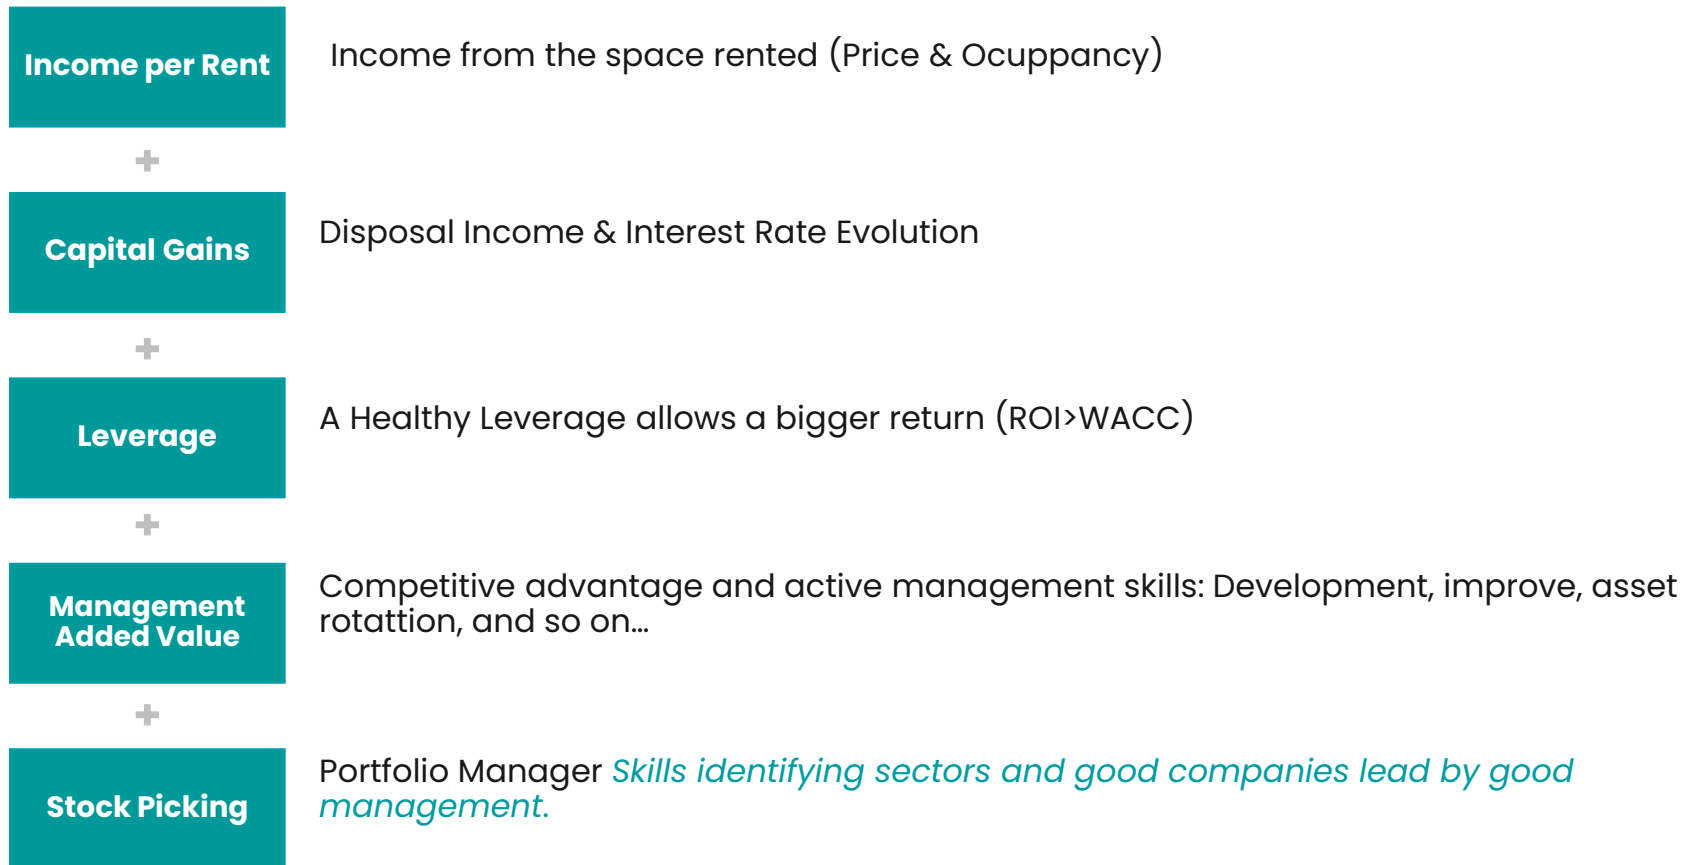 Income per Rent
Income from the space rented (Price & Ocuppancy)
Capital Gains
Disposal Income & Interest Rate Evolution
Leverage
A Healthy Leverage allows a bigger return (ROI>WACC)
Management
Added Value
Competitive advantage and active management skills: Development, improve, asset
rotattion, and so on…
Stock Picking
Portfolio Manager Skills identifying sectors and good companies lead by good
management.